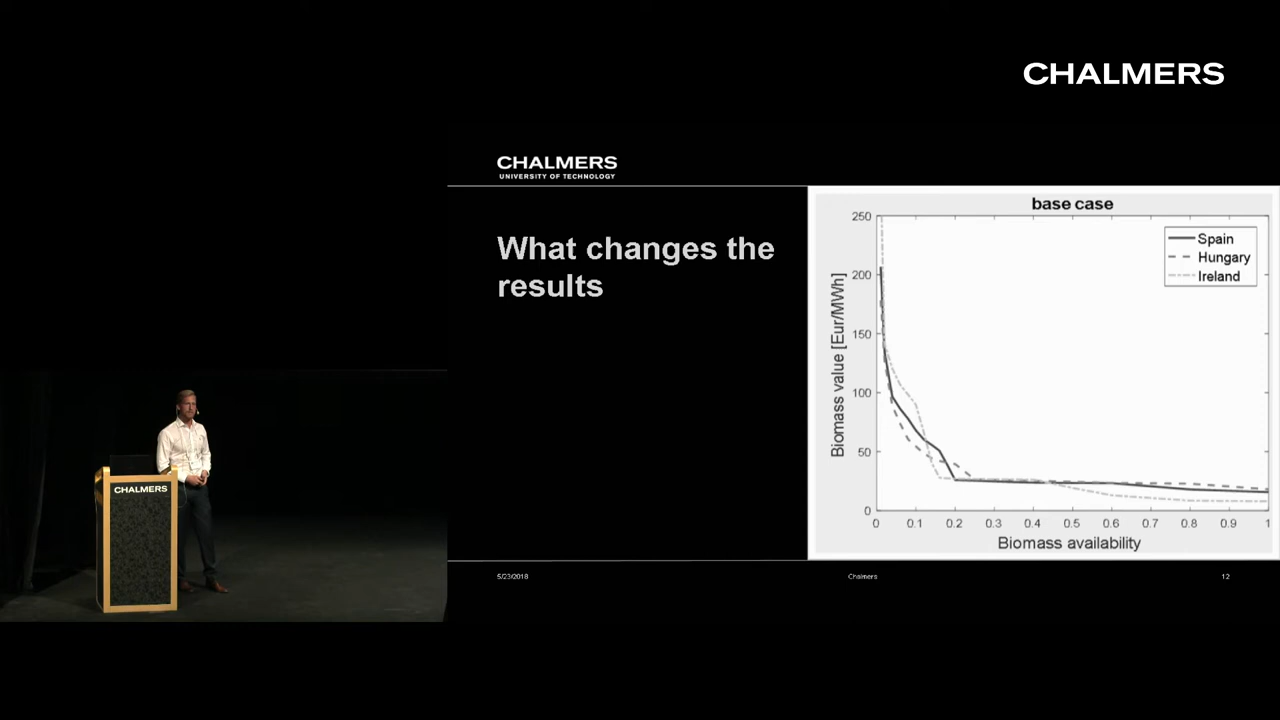 CHALMERS
CHALMERS
UNIVERSITY OF TECHNOLOGY
What changes the
results
base case
250
200
150
100
50
0
Biomass value [Eur/MWh]
Spain
Hungary
Ireland
0 0.1 0.2 0.3 0.4 0.5 0.6 0.7 0.8 0.9 1
Biomass availability
CHALMERS
5/23/2018
Chalmers
12